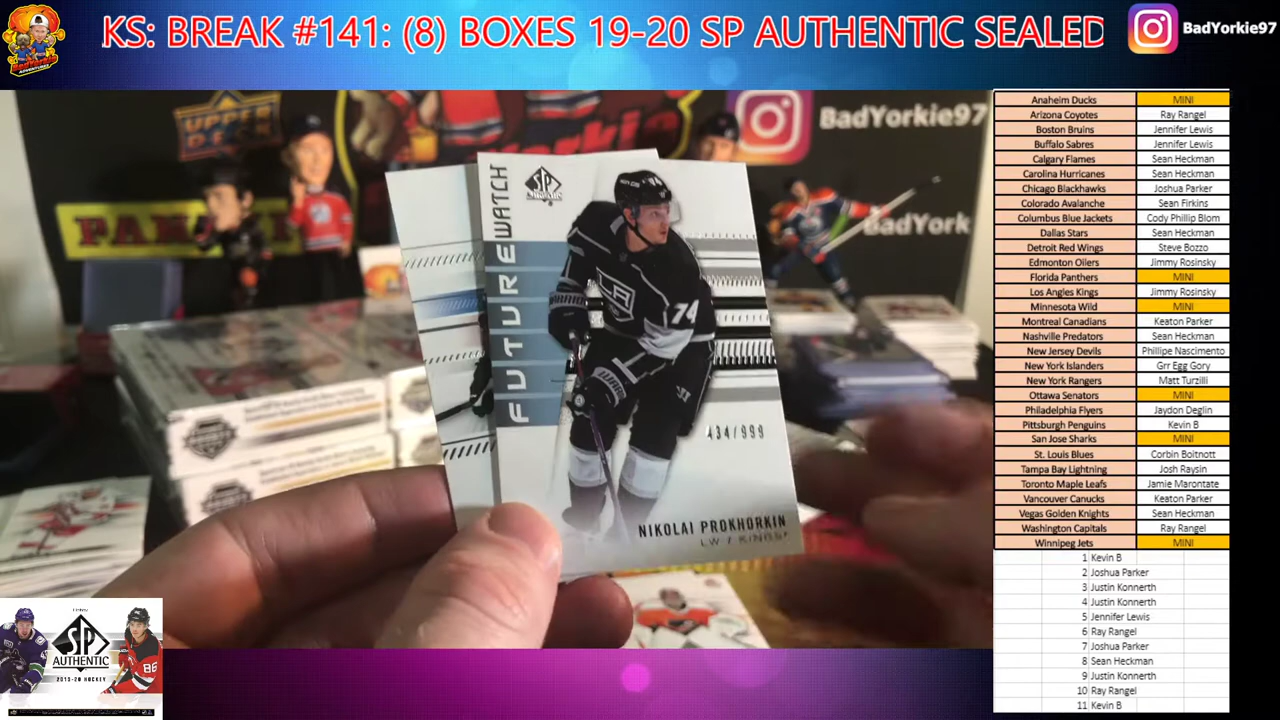 KS: BREAK #141: (8) BOXES 19-20 SP AUTHENTIC SEALED
BadYorkie97
UPPER DECK
BadYorkie97
PANINI
BadYork
FUTURE WATCH
SP
74
434/999
NIKOLAI PROKHORKIN
LW / KINGS
Anaheim Ducks MINI
Arizona Coyotes Ray Rangel
Boston Bruins Jennifer Lewis
Buffalo Sabres Jennifer Lewis
Calgary Flames Sean Heckman
Carolina Hurricanes Sean Heckman
Chicago Blackhawks Joshua Parker
Colorado Avalanche Sean Firkins
Columbus Blue Jackets Cody Phillip Blom
Dallas Stars Sean Heckman
Detroit Red Wings Steve Bozzo
Edmonton Oilers Jimmy Rosinsky
Florida Panthers MINI
Los Angles Kings Jimmy Rosinsky
Minnesota Wild MINI
Montreal Canadians Keaton Parker
Nashville Predators Sean Heckman
New Jersey Devils Phillipe Nascimento
New York Islanders Grr Egg Gory
New York Rangers Matt Turzilli
Ottawa Senators MINI
Philadelphia Flyers Jaydon Deglin
Pittsburgh Penguins Kevin B
San Jose Sharks MINI
St. Louis Blues Corbin Boitnott
Tampa Bay Lightning Josh Raysin
Toronto Maple Leafs Jamie Marontate
Vancouver Canucks Keaton Parker
Vegas Golden Knights Sean Heckman
Washington Capitals Ray Rangel
Winnipeg Jets MINI
1 Kevin B
2 Joshua Parker
3 Justin Konnerth
4 Justin Konnerth
5 Jennifer Lewis
6 Ray Rangel
7 Joshua Parker
8 Sean Heckman
9 Justin Konnerth
10 Ray Rangel
11 Kevin B
SP
AUTHENTIC
2019-20 HOCKEY
86